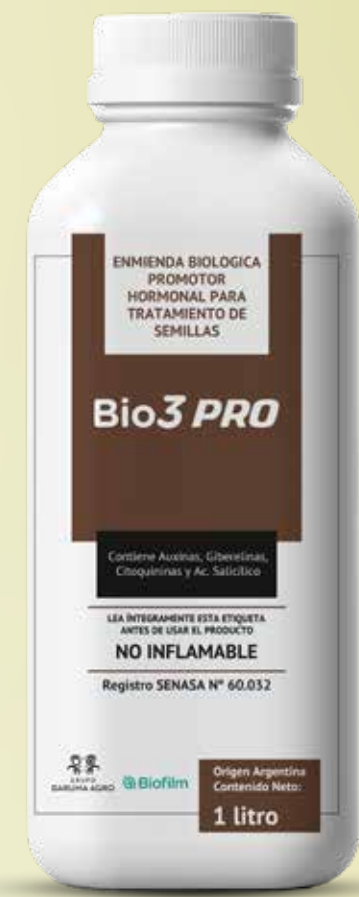 ENMIENDA BIOLOGICA
PROMOTOR
HORMONAL PARA
TRATAMIENTO DE
SEMILLAS
Bio3 PRO
Contiene Auxinas, Giberelinas,
Citoquininas y Ac. Salicílico
LEA ÍNTEGRAMENTE ESTA ETIQUETA
ANTES DE USAR EL PRODUCTO
NO INFLAMABLE
Registro SENASA N° 60.032
GRUPO
DARUMA AGRO
Biofilm
Origen Argentina
Contenido Neto:
1 litro